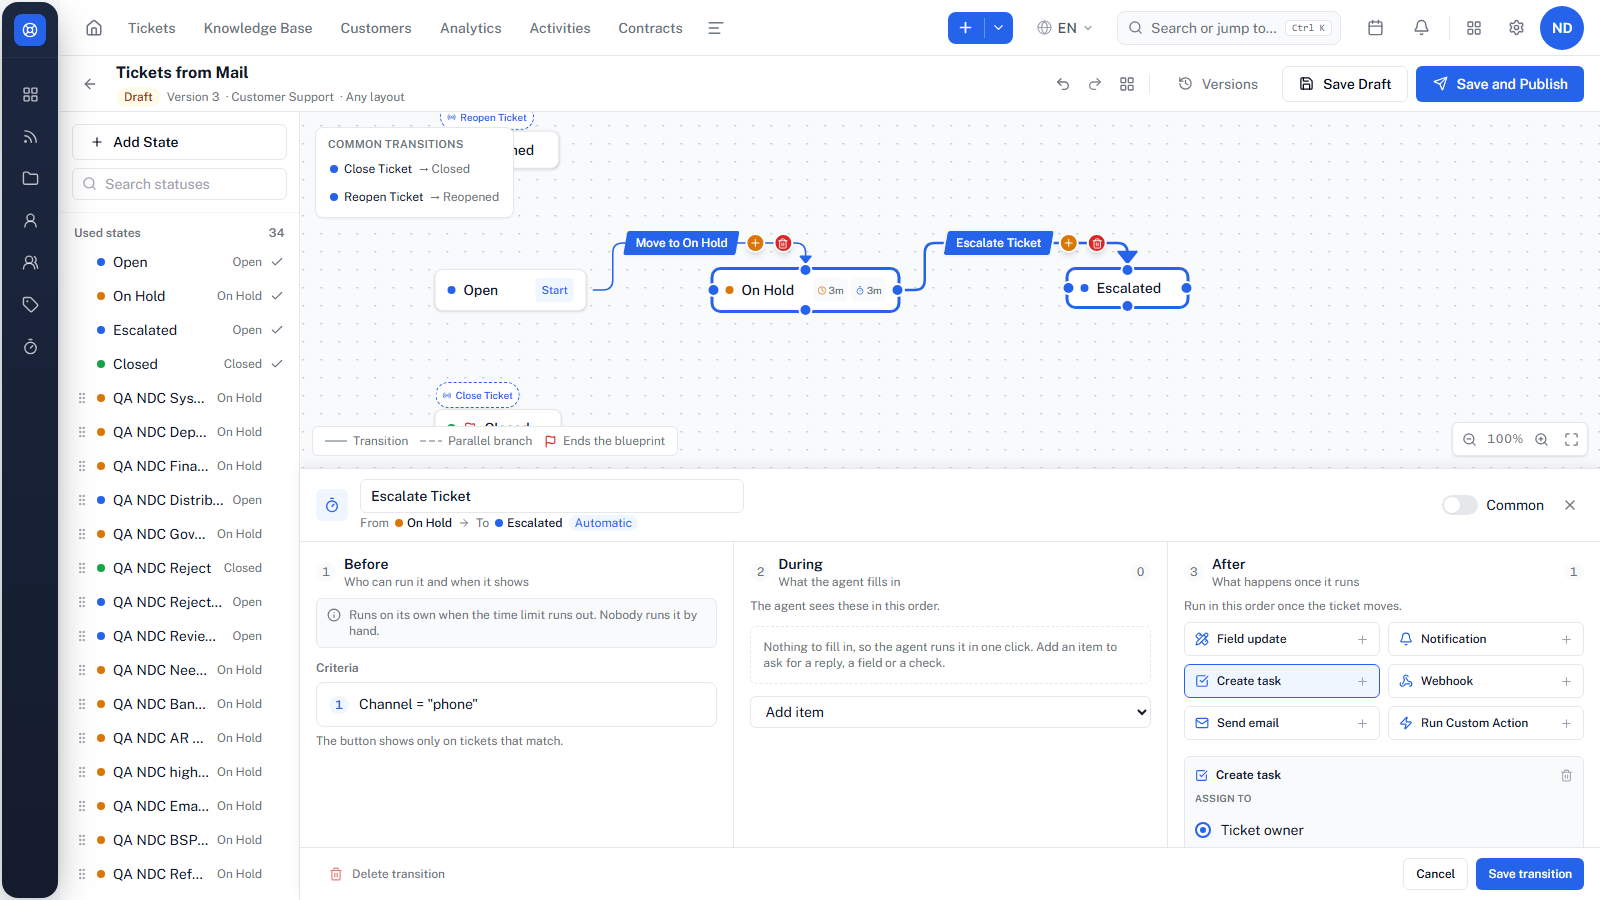 Tickets
Knowledge Base
Customers
Analytics
Activities
Contracts
EN
Search or jump to...
Ctrl K
ND
Tickets from Mail
Draft
Version 3 · Customer Support · Any layout
Versions
Save Draft
Save and Publish
Add State
Search statuses
Used states 34
Open Open
On Hold On Hold
Escalated Open
Closed Closed
QA NDC Sys... On Hold
QA NDC Dep... On Hold
QA NDC Fina... On Hold
QA NDC Distrib... Open
QA NDC Gov... On Hold
QA NDC Reject Closed
QA NDC Reject... Open
QA NDC Revie... Open
QA NDC Nee... On Hold
QA NDC Ban... On Hold
QA NDC AR ... On Hold
QA NDC high... On Hold
QA NDC Ema... On Hold
QA NDC BSP... On Hold
QA NDC Ref... On Hold
Reopen Ticket
COMMON TRANSITIONS
Close Ticket → Closed
Reopen Ticket → Reopened
Move to On Hold
Escalate Ticket
Open Start
On Hold 3m 3m
Escalated
Close Ticket
Transition
Parallel branch
Ends the blueprint
100%
Escalate Ticket
From On Hold → To Escalated Automatic
Common
1 Before
Who can run it and when it shows
Runs on its own when the time limit runs out. Nobody runs it by
hand.
Criteria
1 Channel = "phone"
The button shows only on tickets that match.
2 During 0
What the agent fills in
The agent sees these in this order.
Nothing to fill in, so the agent runs it in one click. Add an item to
ask for a reply, a field or a check.
Add item
3 After 1
What happens once it runs
Run in this order once the ticket moves.
Field update
Notification
Create task
Webhook
Send email
Run Custom Action
Create task
ASSIGN TO
Ticket owner
Delete transition
Cancel
Save transition